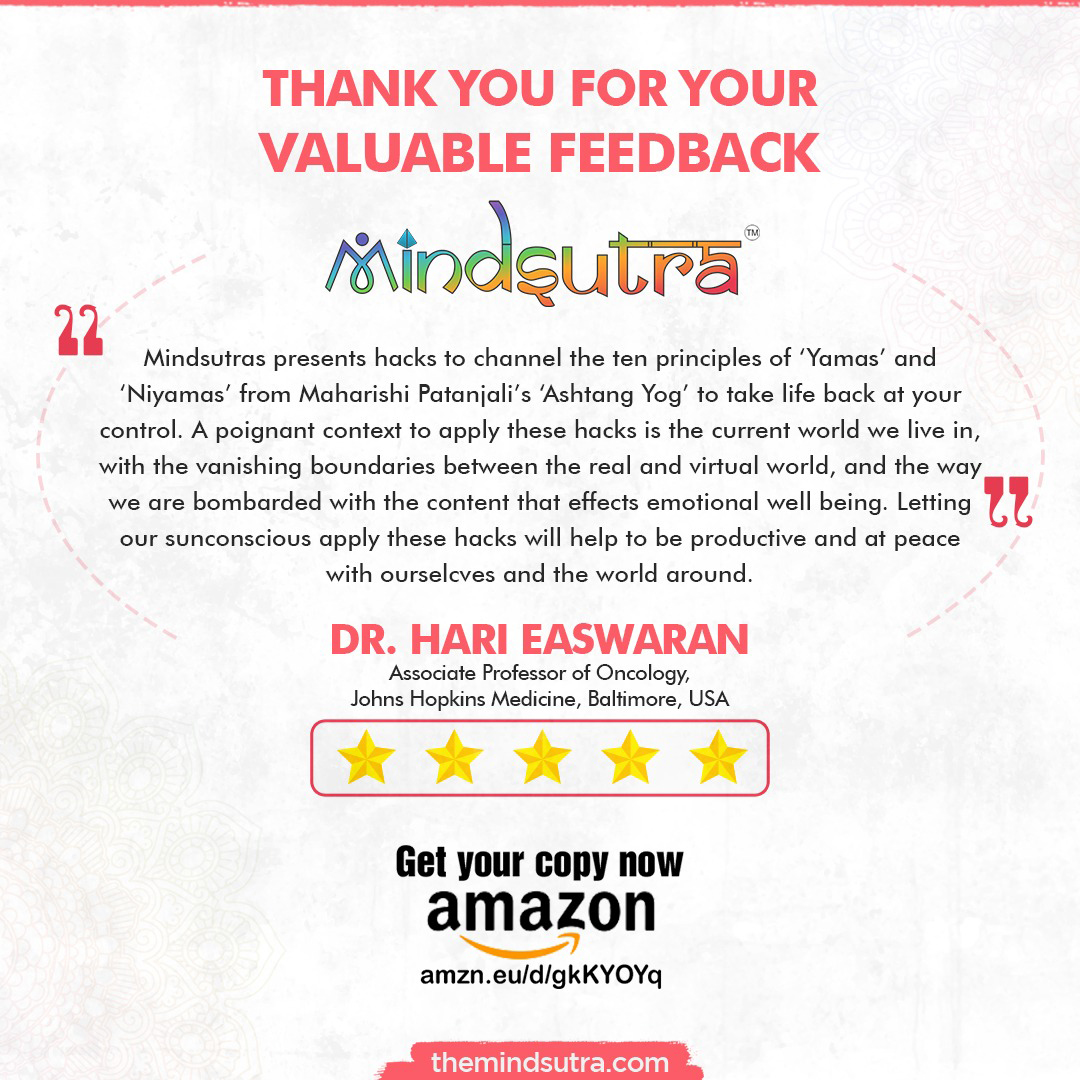 THANK YOU FOR YOUR
VALUABLE FEEDBACK
Mindsutra™
“
Mindsutras presents hacks to channel the ten principles of ‘Yamas’ and
‘Niyamas’ from Maharishi Patanjali’s ‘Ashtang Yog’ to take life back at your
control. A poignant context to apply these hacks is the current world we live in,
with the vanishing boundaries between the real and virtual world, and the way
we are bombarded with the content that effects emotional well being. Letting ”
our sunconscious apply these hacks will help to be productive and at peace
with ourselcves and the world around.
DR. HARI EASWARAN
Associate Professor of Oncology,
Johns Hopkins Medicine, Baltimore, USA
Get your copy now
amazon
amzn.eu/d/gkKYOYq
themindsutra.com